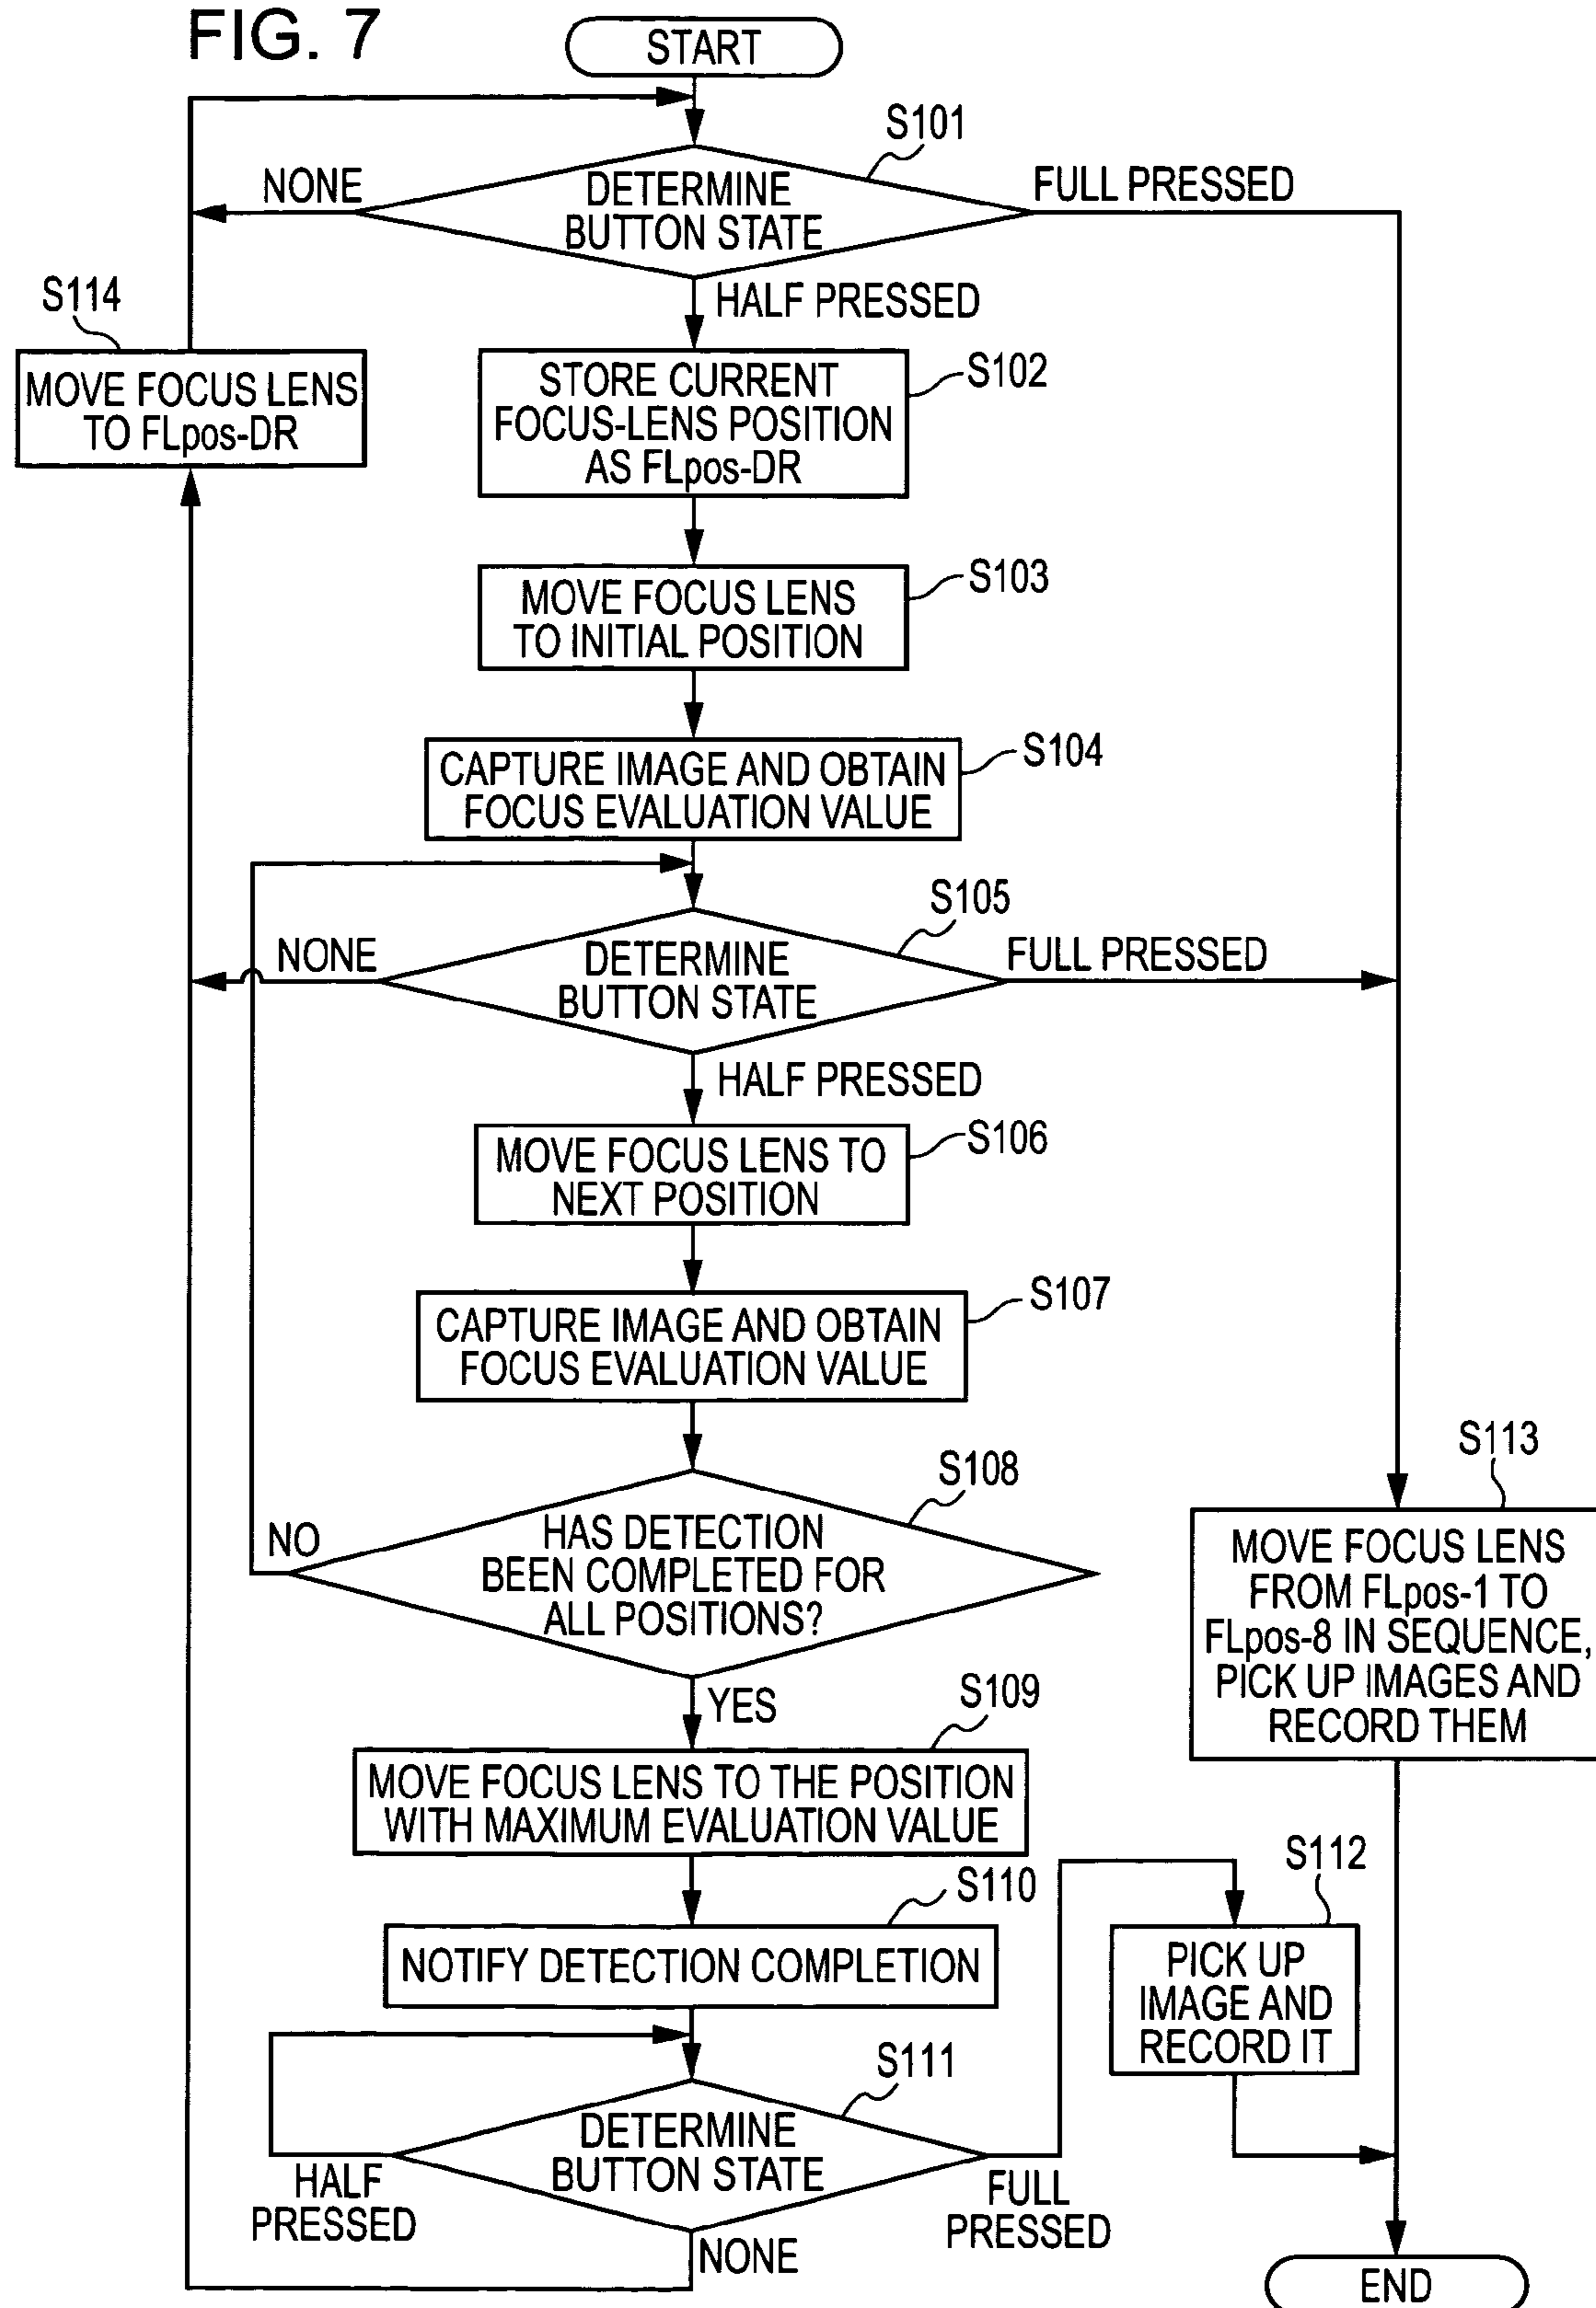 FIG. 7
START
S101
NONE
DETERMINE
BUTTON STATE
FULL PRESSED
HALF PRESSED
S114
MOVE FOCUS LENS
TO FLpos-DR
S102
STORE CURRENT
FOCUS-LENS POSITION
AS FLpos-DR
S103
MOVE FOCUS LENS
TO INITIAL POSITION
S104
CAPTURE IMAGE AND OBTAIN
FOCUS EVALUATION VALUE
S105
NONE
DETERMINE
BUTTON STATE
FULL PRESSED
HALF PRESSED
S106
MOVE FOCUS LENS TO
NEXT POSITION
S107
CAPTURE IMAGE AND OBTAIN
FOCUS EVALUATION VALUE
S108
NO
HAS DETECTION
BEEN COMPLETED FOR
ALL POSITIONS?
YES
S113
MOVE FOCUS LENS
FROM FLpos-1 TO
FLpos-8 IN SEQUENCE,
PICK UP IMAGES AND
RECORD THEM
S109
MOVE FOCUS LENS TO THE POSITION
WITH MAXIMUM EVALUATION VALUE
S110
NOTIFY DETECTION COMPLETION
S112
PICK UP
IMAGE AND
RECORD IT
S111
DETERMINE
BUTTON STATE
HALF
PRESSED
FULL
PRESSED
NONE
END